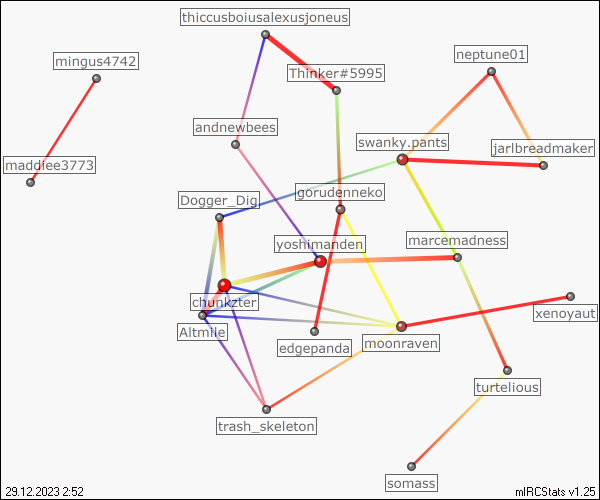 thiccusboiusalexusjoneus
mingus4742
neptune01
Thinker#5995
andnewbees
swanky.pants
jarlbreadmaker
maddiee3773
Dogger_Dig
gorudenneko
yoshimanden
marcemadness
chunkzter
xenoyaut
Altmile
edgepanda
moonraven
turtelious
trash_skeleton
somass
29.12.2023 2:52
mIRCStats v1.25